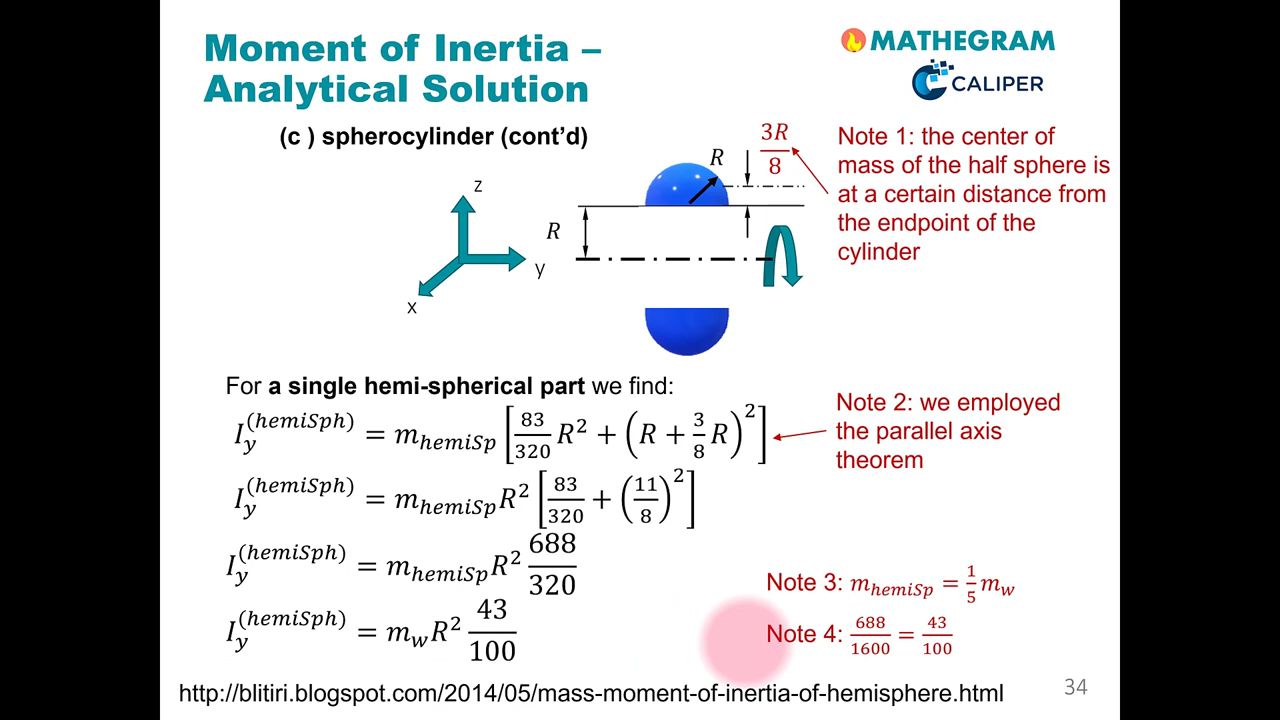 Moment of Inertia –
Analytical Solution
MATHEGRAM
CALIPER
(c ) spherocylinder (cont'd)
z
y
x
R
R
3R/8
Note 1: the center of
mass of the half sphere is
at a certain distance from
the endpoint of the
cylinder
For a single hemi-spherical part we find:
I_y^(hemiSph) = m_hemiSp [83/320 R² + (R + 3/8 R)²]
Note 2: we employed
the parallel axis
theorem
I_y^(hemiSph) = m_hemiSp R² [83/320 + (11/8)²]
I_y^(hemiSph) = m_hemiSp R² 688/320
I_y^(hemiSph) = m_w R² 43/100
Note 3: m_hemiSp = 1/5 m_w
Note 4: 688/1600 = 43/100
http://blitiri.blogspot.com/2014/05/mass-moment-of-inertia-of-hemisphere.html
34